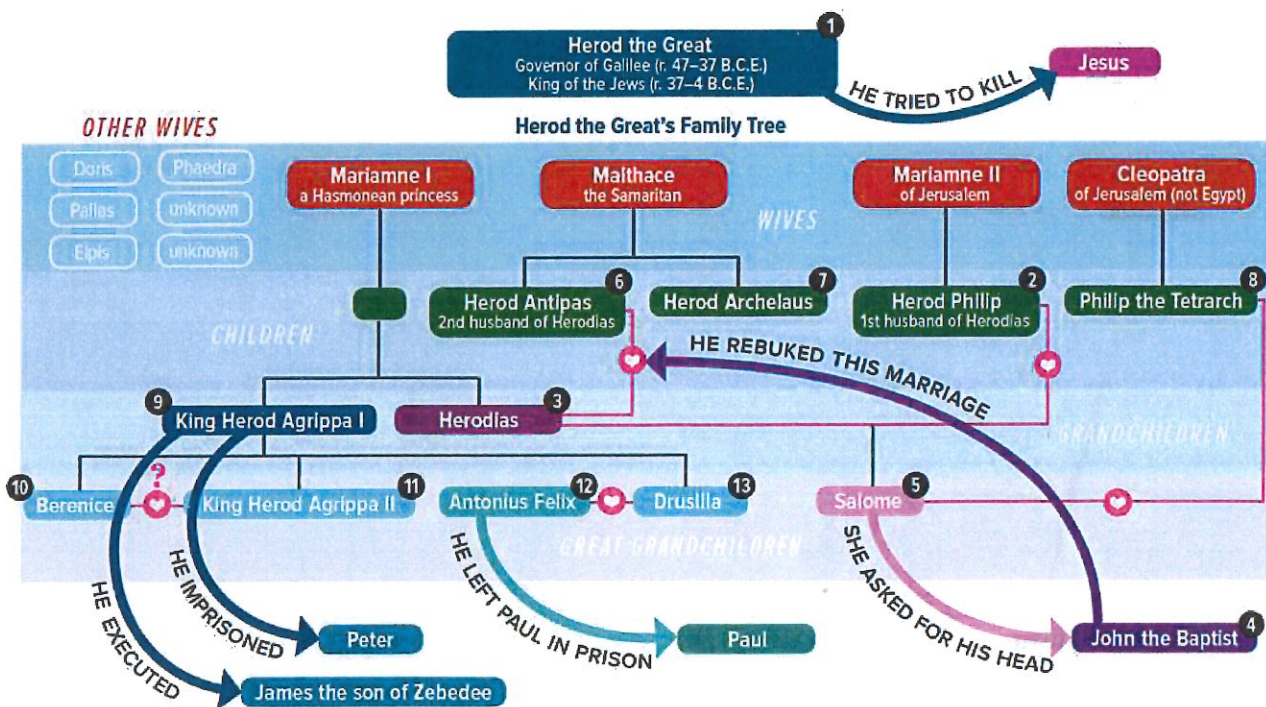 1
Herod the Great
Governor of Galilee (r. 47–37 B.C.E.)
King of the Jews (r. 37–4 B.C.E.)
Jesus
HE TRIED TO KILL
OTHER WIVES
Herod the Great's Family Tree
Doris
Phaedra
Pallas
unknown
Elpis
unknown
Mariamne I
a Hasmonean princess
Malthace
the Samaritan
Mariamne II
of Jerusalem
Cleopatra
of Jerusalem (not Egypt)
WIVES
6
Herod Antipas
2nd husband of Herodias
7
Herod Archelaus
2
Herod Philip
1st husband of Herodias
8
Philip the Tetrarch
CHILDREN
HE REBUKED THIS MARRIAGE
9
King Herod Agrippa I
3
Herodias
GRANDCHILDREN
?
10
Berenice
11
King Herod Agrippa II
12
Antonius Felix
13
Drusilla
5
Salome
GREAT GRANDCHILDREN
HE EXECUTED
HE IMPRISONED
HE LEFT PAUL IN PRISON
SHE ASKED FOR HIS HEAD
Peter
Paul
4
John the Baptist
James the son of Zebedee